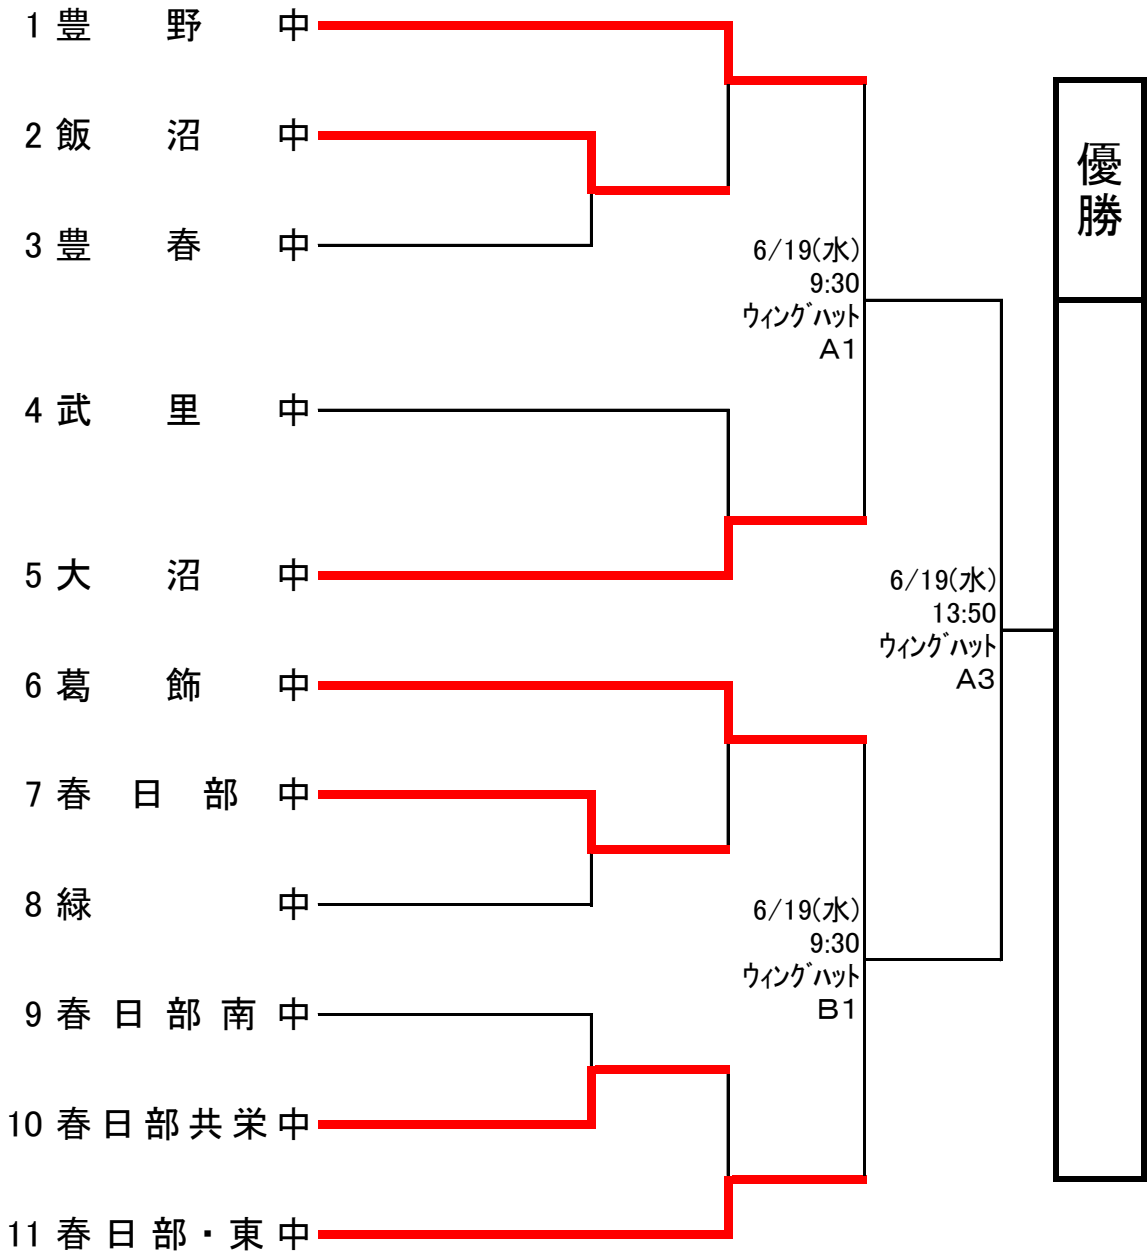 1 豊野中
2 飯沼中
3 豊春中
6/19(水)
9:30
ウィングハット
A1
4 武里中
5 大沼中
6/19(水)
13:50
ウィングハット
A3
6 葛飾中
7 春日部中
8 緑中
6/19(水)
9:30
ウィングハット
B1
9 春日部南中
10 春日部共栄中
11 春日部・東中
優勝